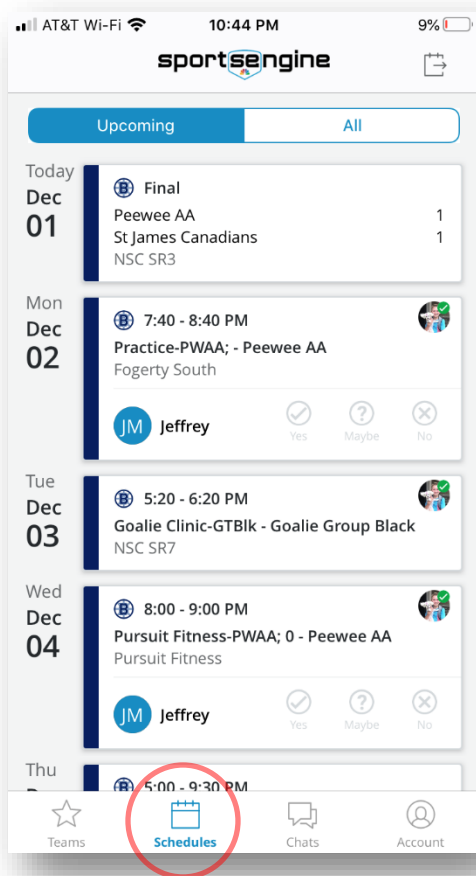 AT&T Wi-Fi 10:44 PM 9%
sportsengine
Upcoming All
Today
Dec
01
B Final
Peewee AA 1
St James Canadians 1
NSC SR3
Mon
Dec
02
B 7:40 - 8:40 PM
Practice-PWAA; - Peewee AA
Fogerty South
JM Jeffrey
Yes Maybe No
Tue
Dec
03
B 5:20 - 6:20 PM
Goalie Clinic-GTBlk - Goalie Group Black
NSC SR7
Wed
Dec
04
B 8:00 - 9:00 PM
Pursuit Fitness-PWAA; 0 - Peewee AA
Pursuit Fitness
JM Jeffrey
Yes Maybe No
Thu
B 5:00 - 9:30 PM
Teams Schedules Chats Account